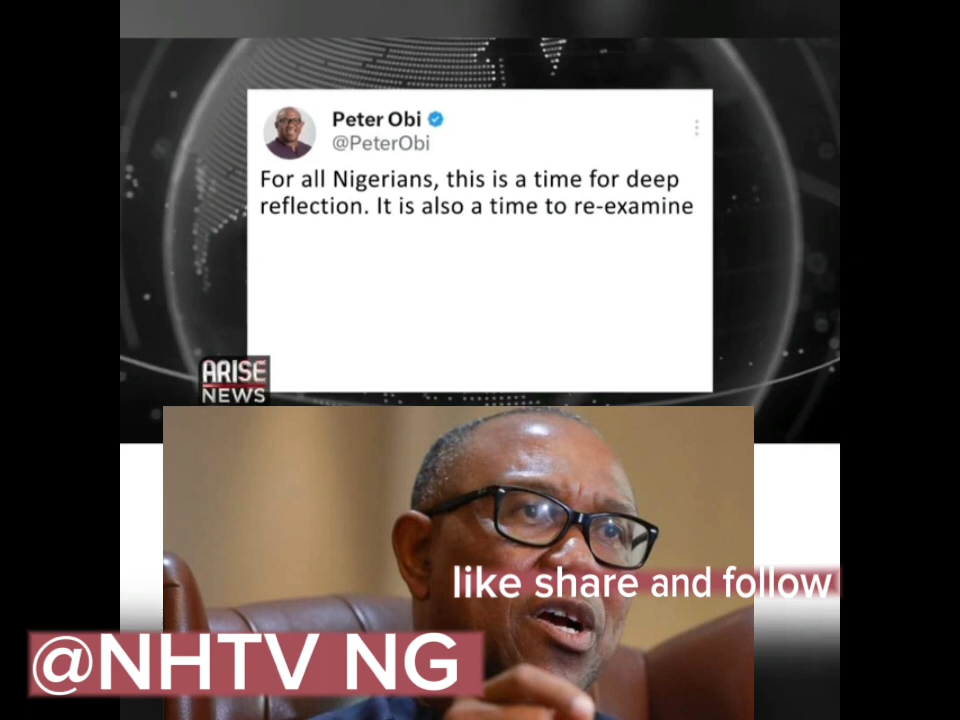 Peter Obi
@PeterObi
For all Nigerians, this is a time for deep
reflection. It is also a time to re-examine
ARISE
NEWS
like share and follow
@NHTV NG